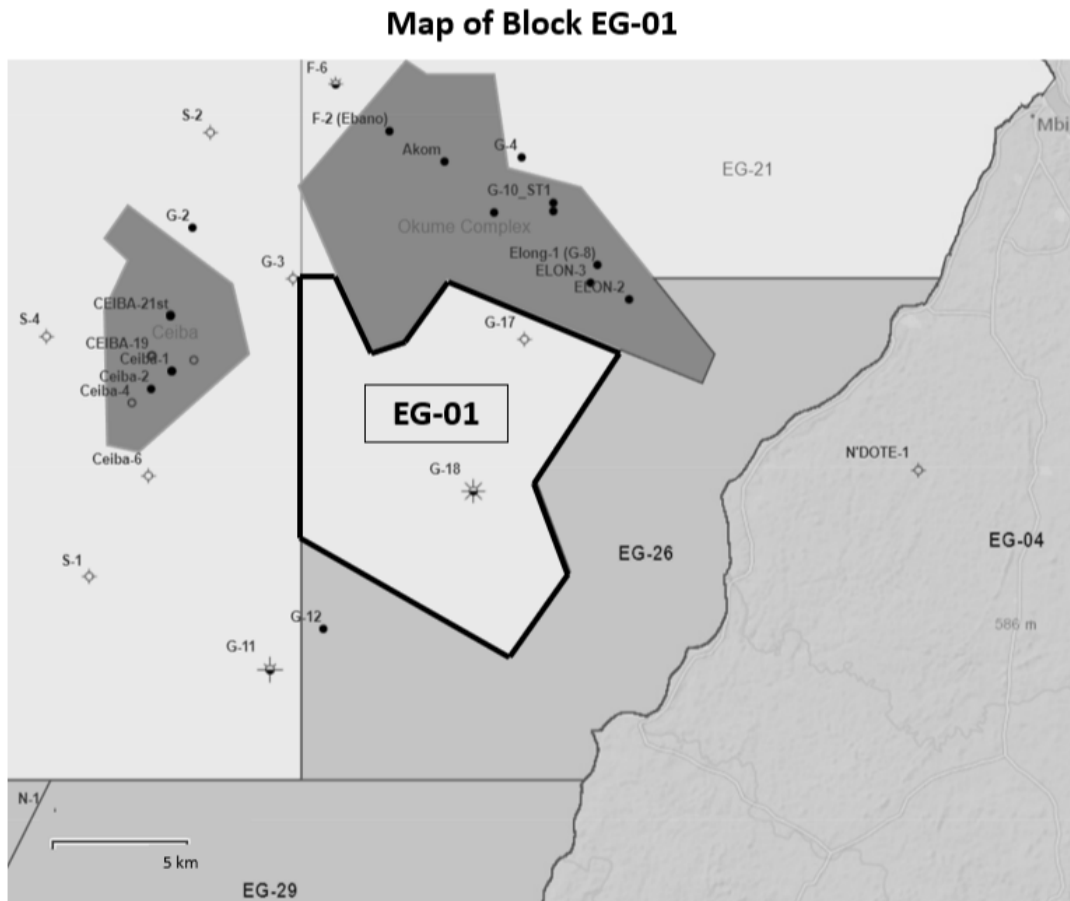 Map of Block EG-01
F-6
S-2
F-2 (Ebano)
Mbi
Akom
G-4
EG-21
G-10_ST1
G-2
Okume Complex
Elong-1 (G-8)
G-3
ELON-3
ELON-2
CEIBA-21st
S-4
G-17
Ceiba
CEIBA-19
Ceiba-1
Ceiba-2
Ceiba-4
EG-01
N'DOTE-1
Ceiba-6
G-18
EG-04
EG-26
S-1
G-12
586 m
G-11
N-1
5 km
EG-29